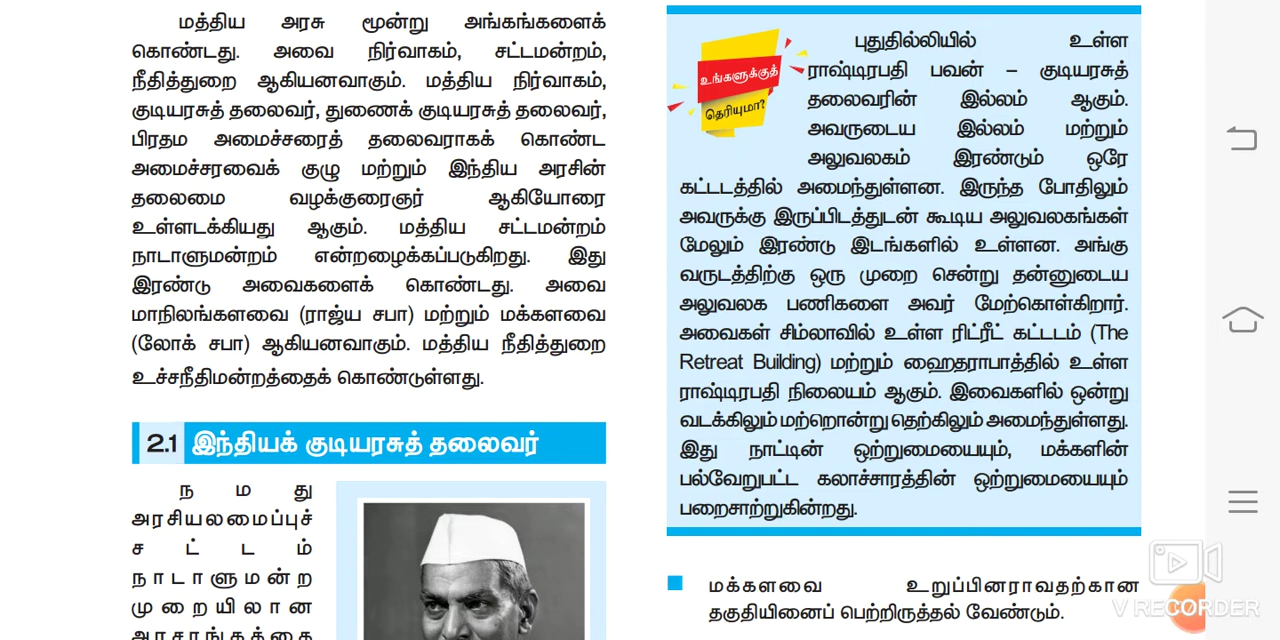 மத்திய அரசு மூன்று அங்கங்களைக்
கொண்டது. அவை நிர்வாகம், சட்டமன்றம்,
நீதித்துறை ஆகியனவாகும். மத்திய நிர்வாகம்,
குடியரசுத் தலைவர், துணைக் குடியரசுத் தலைவர்,
பிரதம அமைச்சரைத் தலைவராகக் கொண்ட
அமைச்சரவைக் குழு மற்றும் இந்திய அரசின்
தலைமை வழக்குரைஞர் ஆகியோரை
உள்ளடக்கியது ஆகும். மத்திய சட்டமன்றம்
நாடாளுமன்றம் என்றழைக்கப்படுகிறது. இது
இரண்டு அவைகளைக் கொண்டது. அவை
மாநிலங்களவை (ராஜ்ய சபா) மற்றும் மக்களவை
(லோக் சபா) ஆகியனவாகும். மத்திய நீதித்துறை
உச்சநீதிமன்றத்தைக் கொண்டுள்ளது.
2.1 இந்தியக் குடியரசுத் தலைவர்
ந ம து
அரசியலமைப்புச்
ச ட் ட ம்
நாடாளுமன்ற
முறையிலான
அரசாங்கத்தை
உங்களுக்குத்
தெரியுமா?
புதுதில்லியில் உள்ள
ராஷ்டிரபதி பவன் – குடியரசுத்
தலைவரின் இல்லம் ஆகும்.
அவருடைய இல்லம் மற்றும்
அலுவலகம் இரண்டும் ஒரே
கட்டடத்தில் அமைந்துள்ளன. இருந்த போதிலும்
அவருக்கு இருப்பிடத்துடன் கூடிய அலுவலகங்கள்
மேலும் இரண்டு இடங்களில் உள்ளன. அங்கு
வருடத்திற்கு ஒரு முறை சென்று தன்னுடைய
அலுவலக பணிகளை அவர் மேற்கொள்கிறார்.
அவைகள் சிம்லாவில் உள்ள ரிட்ரீட் கட்டடம் (The
Retreat Building) மற்றும் ஹைதராபாத்தில் உள்ள
ராஷ்டிரபதி நிலையம் ஆகும். இவைகளில் ஒன்று
வடக்கிலும் மற்றொன்று தெற்கிலும் அமைந்துள்ளது.
இது நாட்டின் ஒற்றுமையையும், மக்களின்
பல்வேறுபட்ட கலாச்சாரத்தின் ஒற்றுமையையும்
பறைசாற்றுகின்றது.
மக்களவை உறுப்பினராவதற்கான
தகுதியினைப் பெற்றிருத்தல் வேண்டும்.
V RECORDER